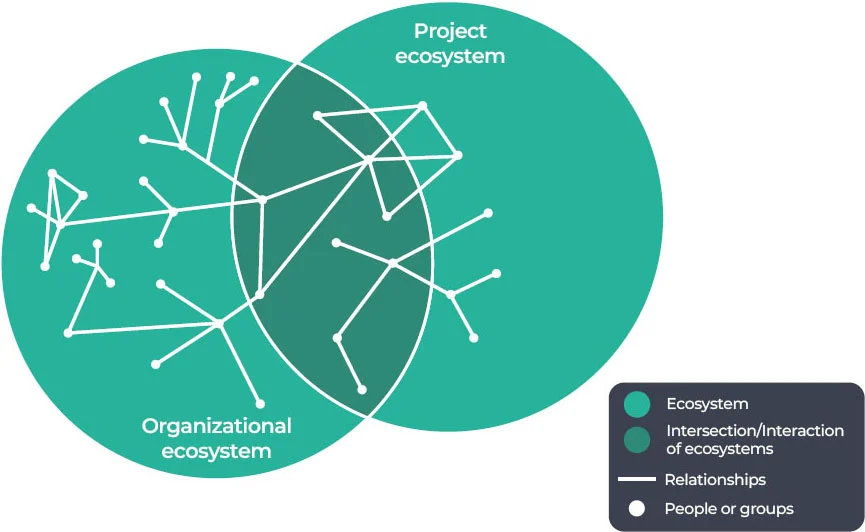 Project
ecosystem
Organizational
ecosystem
Ecosystem
Intersection/Interaction
of ecosystems
Relationships
People or groups